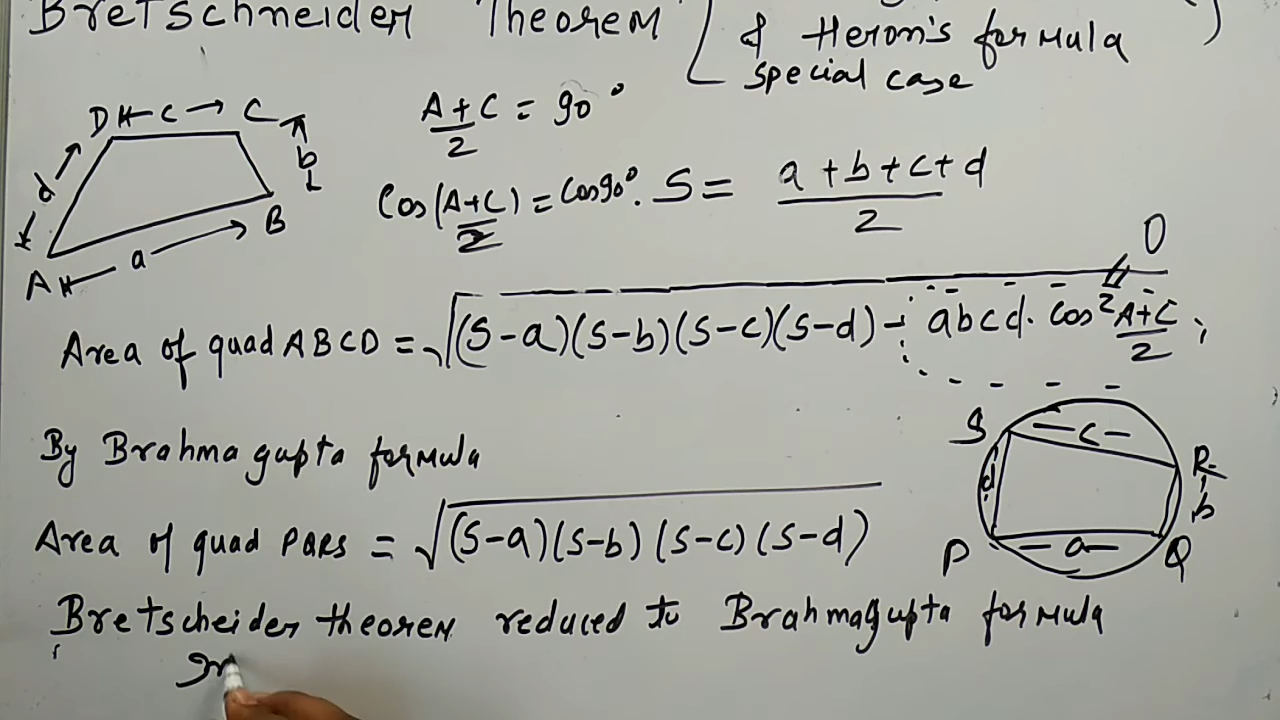 Bretschneider Theorem
& Heron's formula
special case
D c C
d b
A a B
A+C/2 = 90°
Cos(A+C/2) = Cos90°. S = a+b+c+d/2
0
Area of quad ABCD = √(S-a)(S-b)(S-c)(S-d) - abcd. Cos² A+C/2,
By Brahmagupta formula
S c R
d b
P a Q
Area of quad PQRS = √(S-a)(S-b)(S-c)(S-d)
Bretscheider theorem reduced to Brahmagupta formula